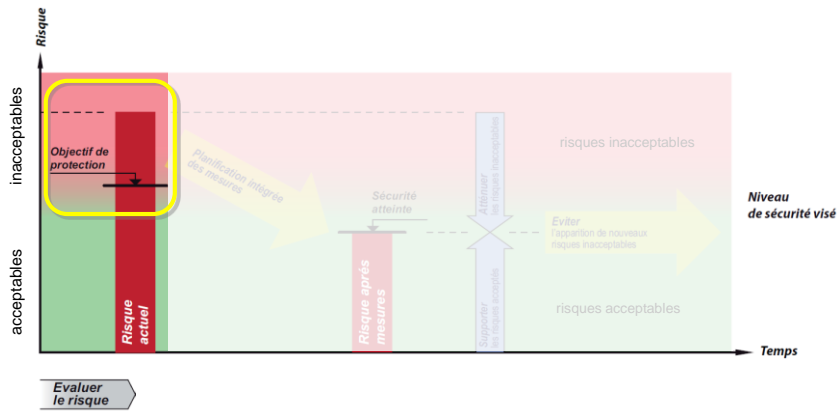 Risque
inacceptables
acceptables
Objectif de
protection
Risque
actuel
Planification intégrée
des mesures
Sécurité
atteinte
Risque aprés
mesures
Atténuer
les risques inacceptables
Supporter
les risques acceptés
risques inacceptables
Eviter
l'apparition de nouveaux
risques inacceptables
risques acceptables
Niveau
de sécurité visé
Temps
Evaluer
le risque